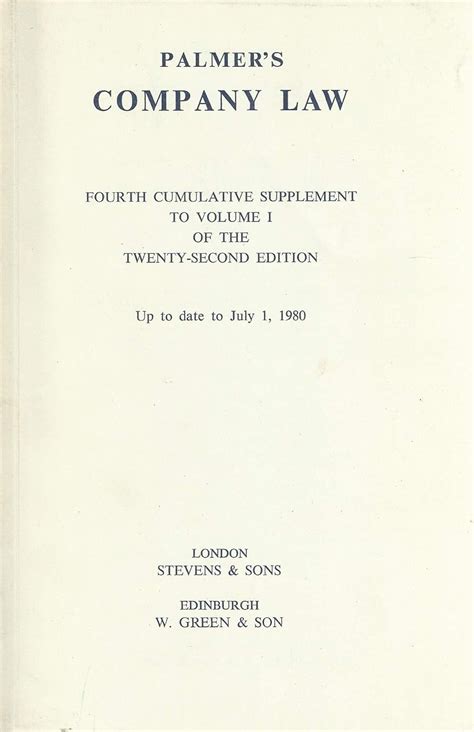 PALMER'S
COMPANY LAW
FOURTH CUMULATIVE SUPPLEMENT
TO VOLUME I
OF THE
TWENTY-SECOND EDITION
Up to date to July 1, 1980
LONDON
STEVENS & SONS
EDINBURGH
W. GREEN & SON